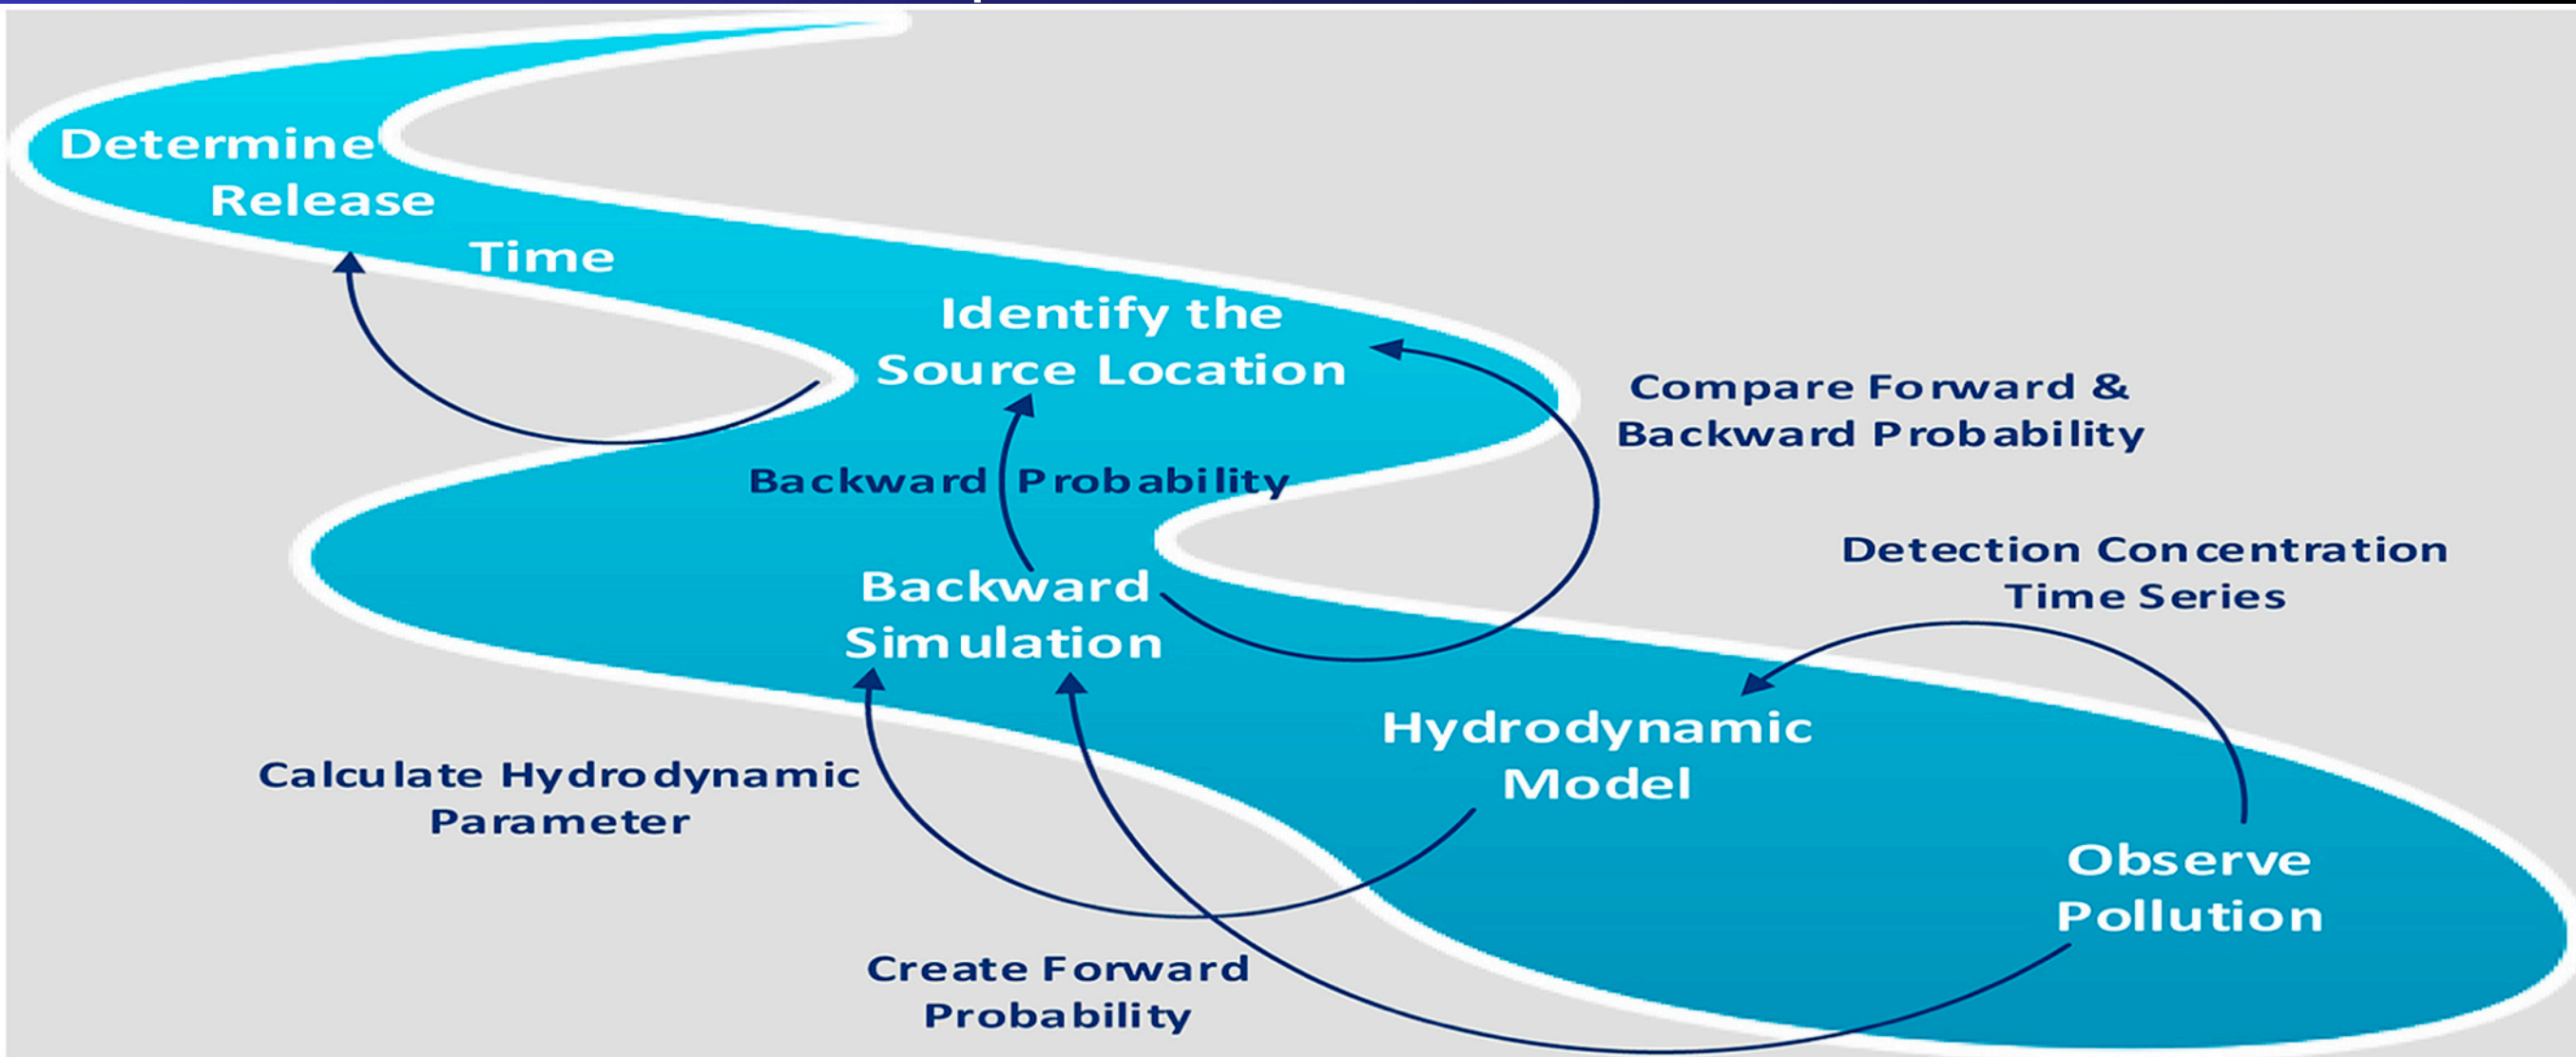 Determine
Release
Time
Identify the
Source Location
Compare Forward &
Backward Probability
Backward Probability
Detection Concentration
Time Series
Backward
Simulation
Hydrodynamic
Model
Calculate Hydrodynamic
Parameter
Observe
Pollution
Create Forward
Probability